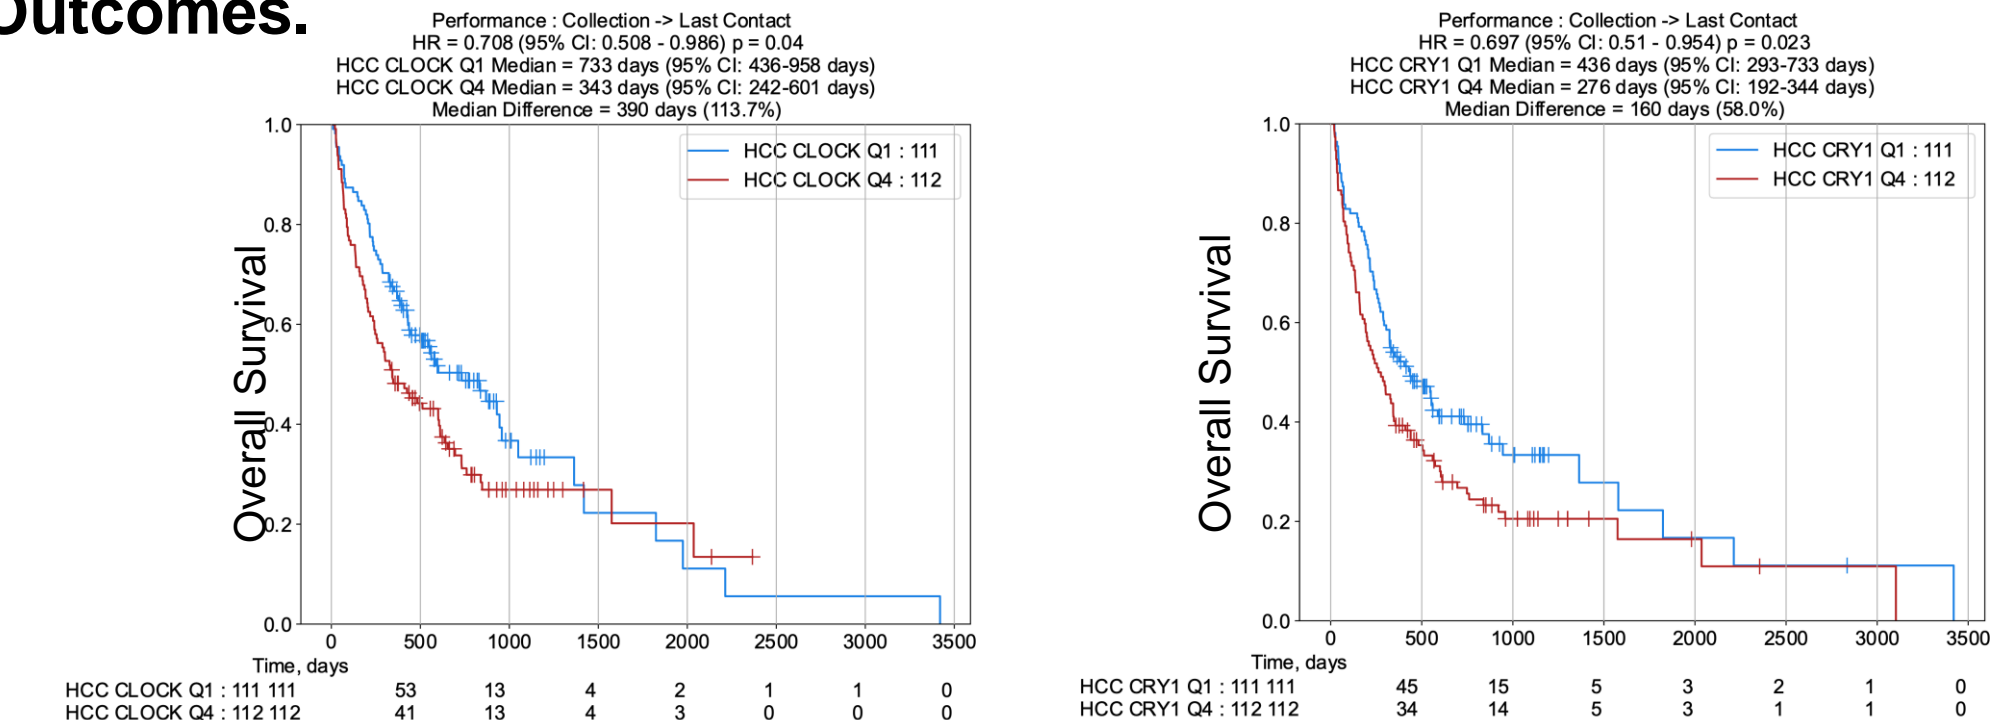 Outcomes.
Performance : Collection -> Last Contact
HR = 0.708 (95% CI: 0.508 - 0.986) p = 0.04
HCC CLOCK Q1 Median = 733 days (95% CI: 436-958 days)
HCC CLOCK Q4 Median = 343 days (95% CI: 242-601 days)
Median Difference = 390 days (113.7%)
HCC CLOCK Q1 : 111
HCC CLOCK Q4 : 112
Overall Survival
1.0
0.8
0.6
0.4
0.2
0.0
0 500 1000 1500 2000 2500 3000 3500
Time, days
HCC CLOCK Q1 : 111 111 53 13 4 2 1 1 0
HCC CLOCK Q4 : 112 112 41 13 4 3 0 0 0
Performance : Collection -> Last Contact
HR = 0.697 (95% CI: 0.51 - 0.954) p = 0.023
HCC CRY1 Q1 Median = 436 days (95% CI: 293-733 days)
HCC CRY1 Q4 Median = 276 days (95% CI: 192-344 days)
Median Difference = 160 days (58.0%)
HCC CRY1 Q1 : 111
HCC CRY1 Q4 : 112
Overall Survival
1.0
0.8
0.6
0.4
0.2
0.0
0 500 1000 1500 2000 2500 3000 3500
Time, days
HCC CRY1 Q1 : 111 111 45 15 5 3 2 1 0
HCC CRY1 Q4 : 112 112 34 14 5 3 1 1 0